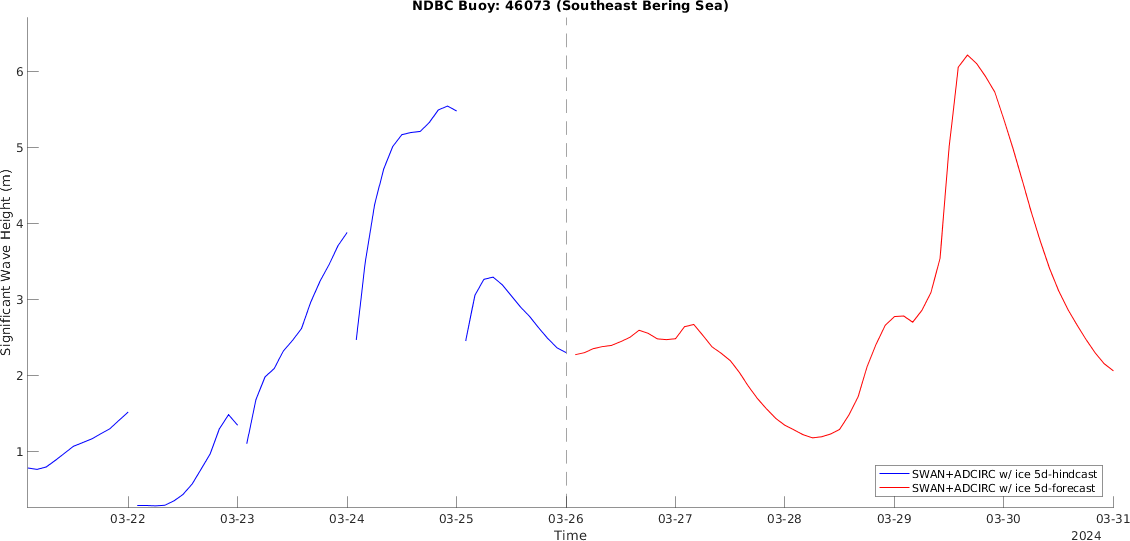 NDBC Buoy: 46073 (Southeast Bering Sea)
Significant Wave Height (m)
6
5
4
3
2
1
SWAN+ADCIRC w/ ice 5d-hindcast
SWAN+ADCIRC w/ ice 5d-forecast
03-22 03-23 03-24 03-25 03-26 03-27 03-28 03-29 03-30 03-31
Time
2024